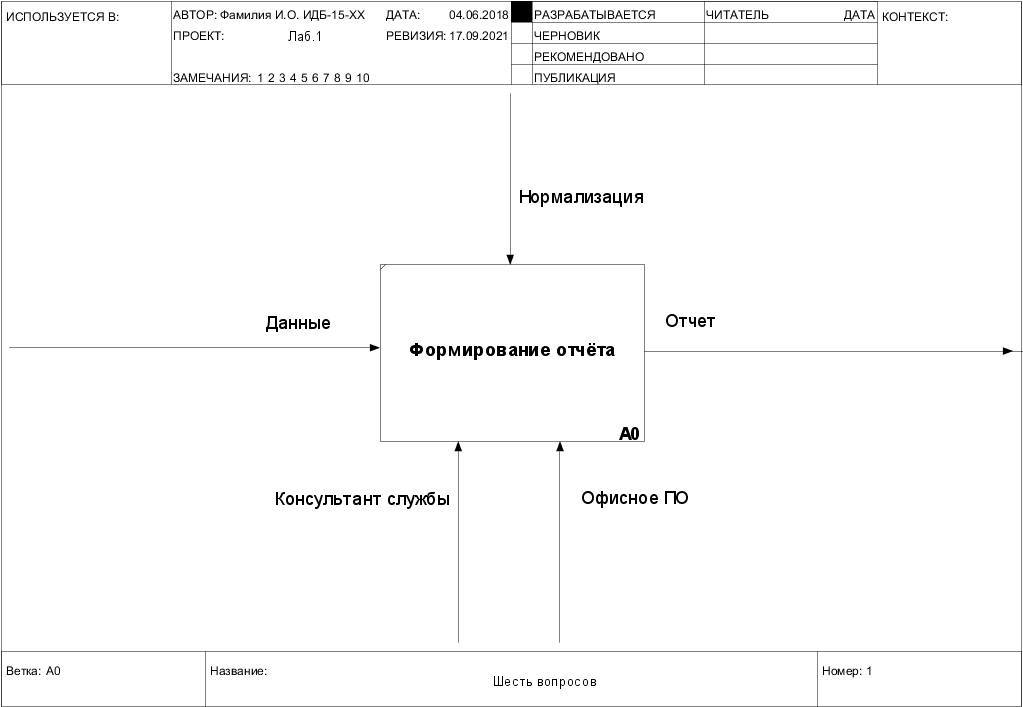 ИСПОЛЬЗУЕТСЯ В:
АВТОР: Фамилия И.О. ИДБ-15-ХХ
ДАТА: 04.06.2018
РАЗРАБАТЫВАЕТСЯ
ЧИТАТЕЛЬ
ДАТА
КОНТЕКСТ:
ПРОЕКТ: Лаб.1
РЕВИЗИЯ: 17.09.2021
ЧЕРНОВИК
РЕКОМЕНДОВАНО
ЗАМЕЧАНИЯ: 1 2 3 4 5 6 7 8 9 10
ПУБЛИКАЦИЯ
Нормализация
Данные
Отчет
Формирование отчёта
A0
Консультант службы
Офисное ПО
Ветка: A0
Название:
Шесть вопросов
Номер: 1